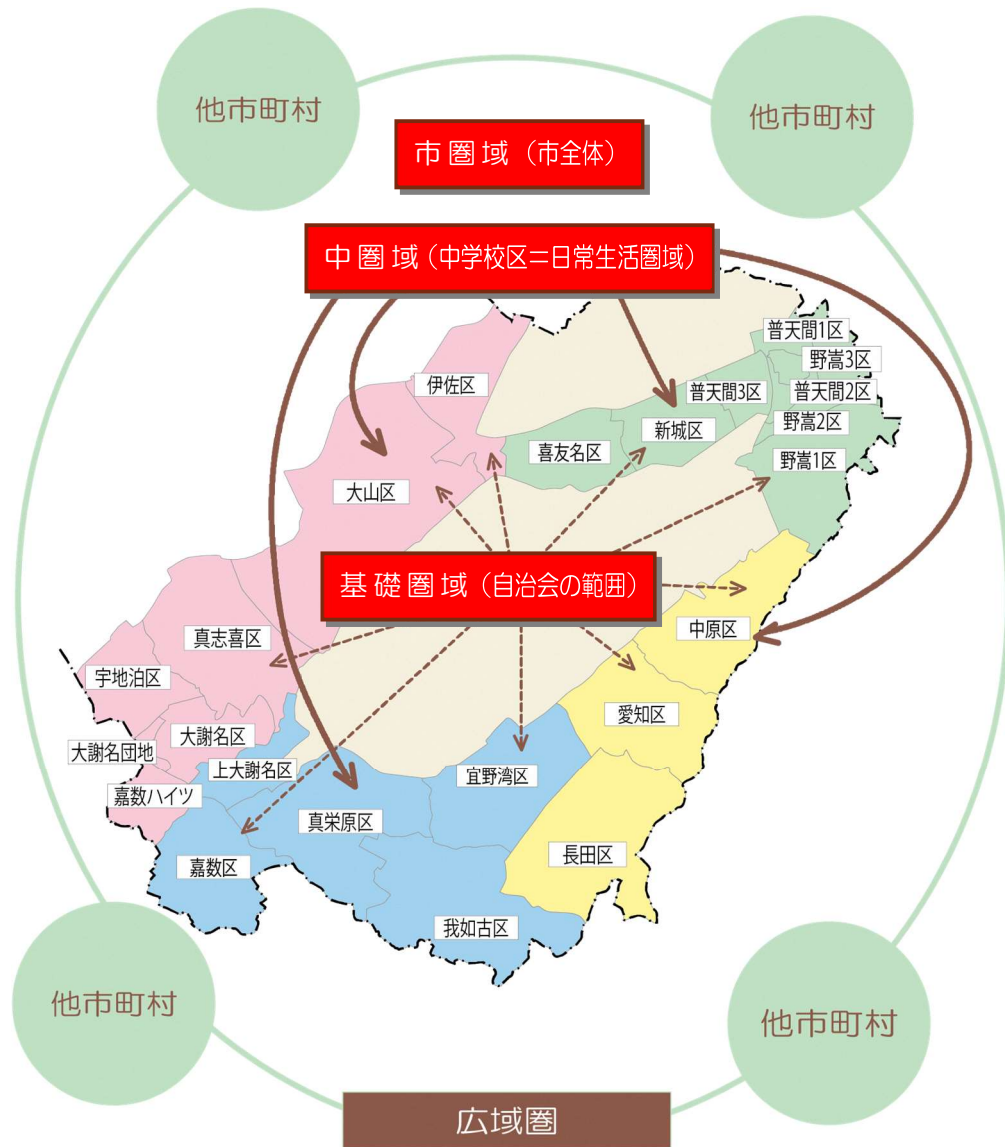 他市町村
他市町村
市圏域（市全体）
中圏域（中学校区＝日常生活圏域）
普天間1区
野嵩3区
伊佐区
普天間3区
普天間2区
新城区
野嵩2区
喜友名区
野嵩1区
大山区
基礎圏域（自治会の範囲）
真志喜区
中原区
宇地泊区
愛知区
大謝名区
大謝名団地
上大謝名区
宜野湾区
嘉数ハイツ
真栄原区
長田区
嘉数区
我如古区
他市町村
他市町村
広域圏